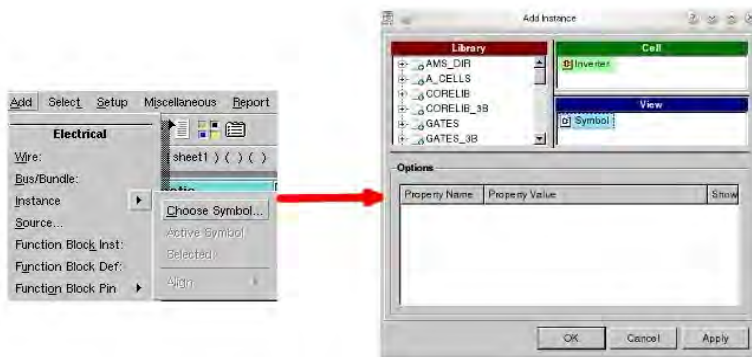 Add Select Setup Miscellaneous Report
Electrical
sheet1 ) ( ) ( )
Wire:
Bus/Bundle:
Instance
Source...
Function Block Inst:
Function Block Def:
Function Block Pin
Choose Symbol...
Active Symbol
Selected
Align
Add Instance
Library
AMS_DIR
A_CELLS
CORELIB
CORELIB_3B
GATES
GATES_3B
Cell
Inverter
View
Symbol
Options
Property Name Property Value Show
OK Cancel Apply